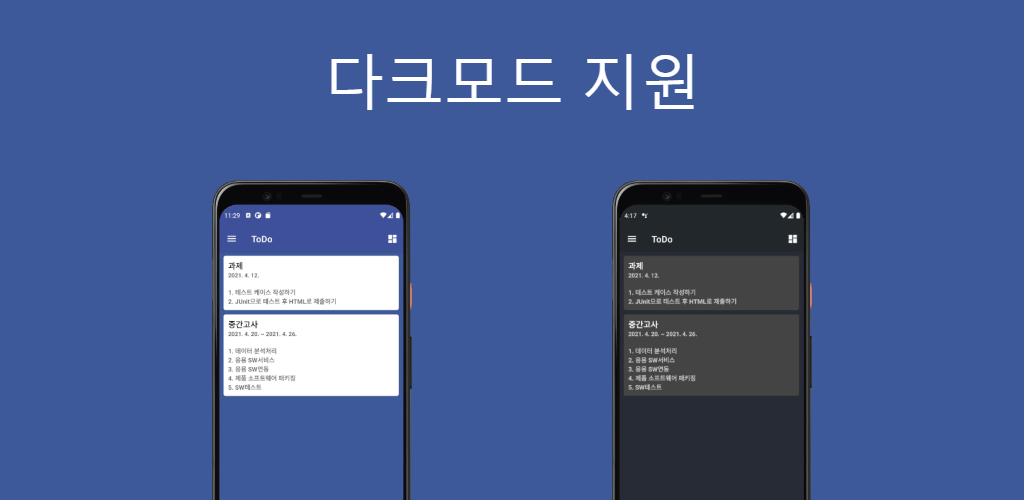 다크모드 지원
11:29
ToDo
과제
2021. 4. 12.
1. 테스트 케이스 작성하기
2. JUnit으로 테스트 후 HTML로 제출하기
중간고사
2021. 4. 20. ~ 2021. 4. 26.
1. 데이터 분석처리
2. 응용 SW서비스
3. 응용 SW연동
4. 제품 소프트웨어 패키징
5. SW테스트
4:17
ToDo
과제
2021. 4. 12.
1. 테스트 케이스 작성하기
2. JUnit으로 테스트 후 HTML로 제출하기
중간고사
2021. 4. 20. ~ 2021. 4. 26.
1. 데이터 분석처리
2. 응용 SW서비스
3. 응용 SW연동
4. 제품 소프트웨어 패키징
5. SW테스트